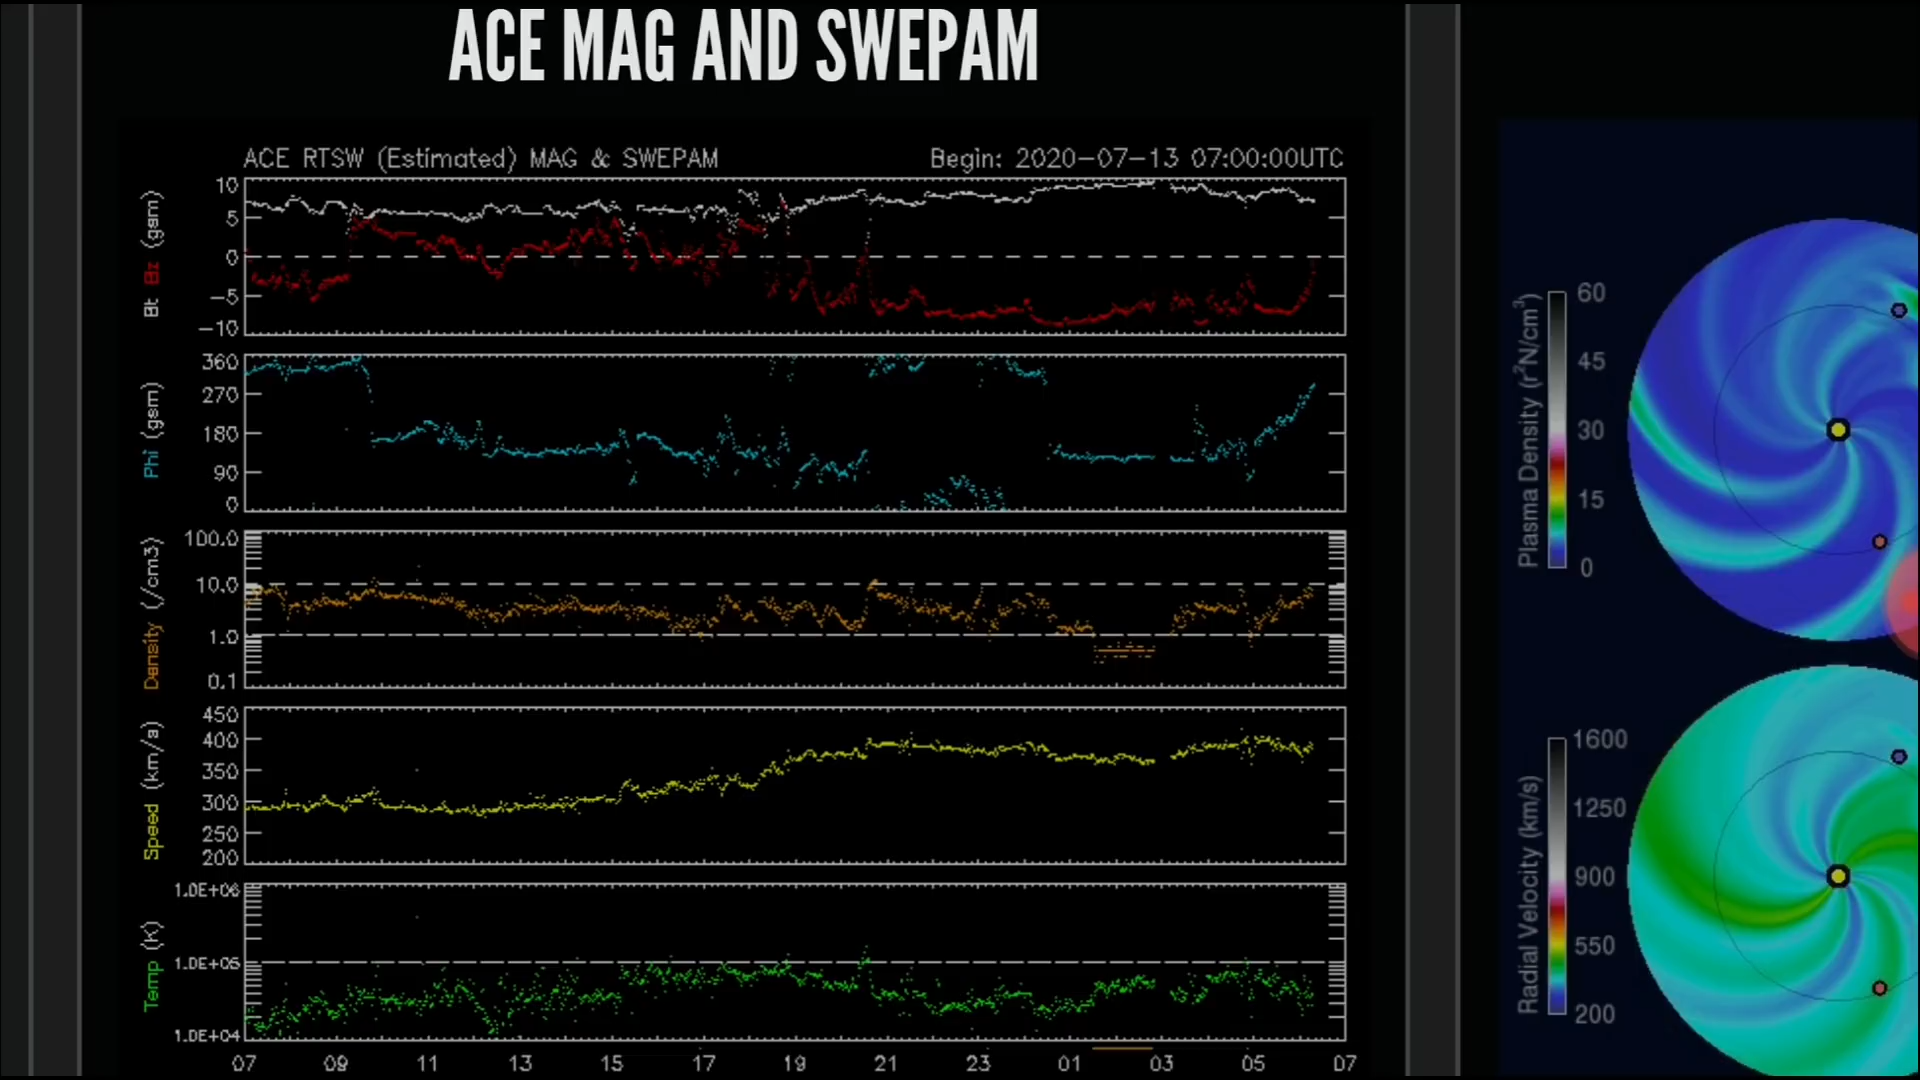 ACE MAG AND SWEPAM
ACE RTSW (Estimated) MAG & SWEPAM
Begin: 2020-07-13 07:00:00UTC
Bt Bz (gsm)
10
5
0
-5
-10
Phi (gsm)
360
270
180
90
0
Density (/cm3)
100.0
10.0
1.0
0.1
Speed (km/s)
450
400
350
300
250
200
Temp (K)
1.0E+06
1.0E+05
1.0E+04
07 09 11 13 15 17 19 21 23 01 03 05 07
Plasma Density (r²N/cm³)
60
45
30
15
0
Radial Velocity (km/s)
1600
1250
900
550
200